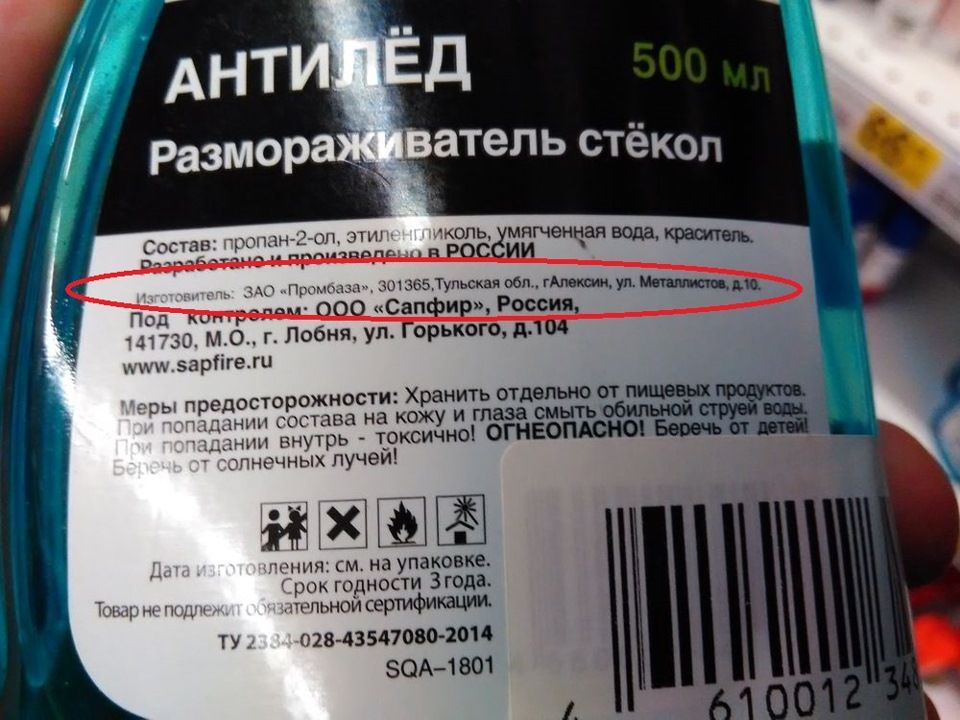 АНТИЛЁД
500 мл
Размораживатель стёкол
Состав: пропан-2-ол, этиленгликоль, умягченная вода, краситель.
Разработано и произведено в РОССИИ
Изготовитель: ЗАО «Промбаза», 301365,Тульская обл., гАлексин, ул. Металлистов, д.10.
Под контролем: ООО «Сапфир», Россия,
141730, М.О., г. Лобня, ул. Горького, д.104
www.sapfire.ru
Меры предосторожности: Хранить отдельно от пищевых продуктов.
При попадании состава на кожу и глаза смыть обильной струей воды.
При попадании внутрь - токсично! ОГНЕОПАСНО! Беречь от детей!
Беречь от солнечных лучей!
Дата изготовления: см. на упаковке.
Срок годности 3 года.
Товар не подлежит обязательной сертификации.
ТУ 2384-028-43547080-2014
SQA–1801
4 610012 348